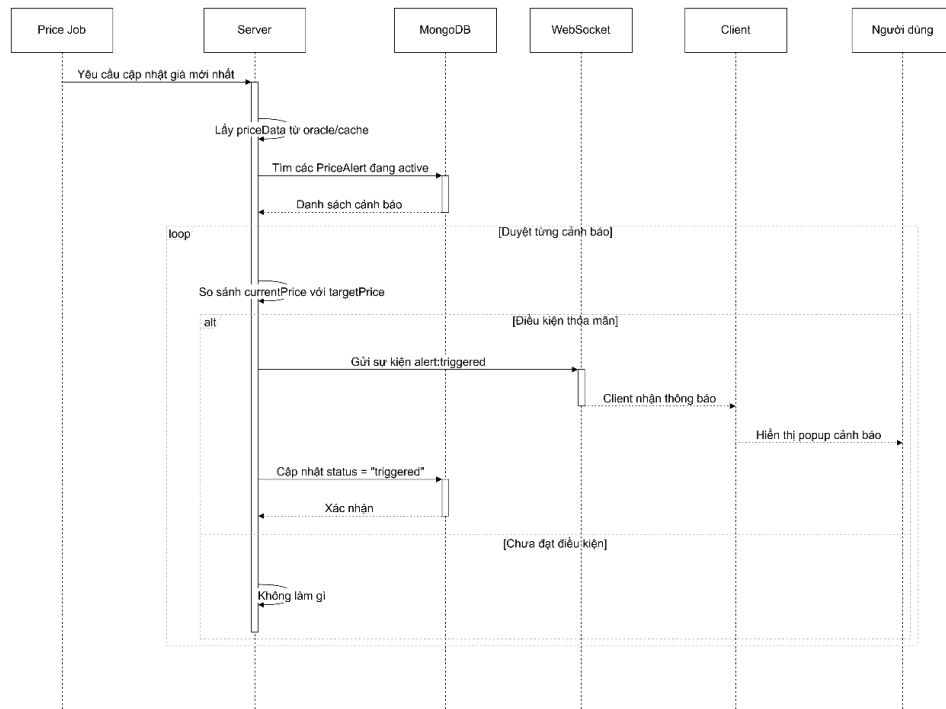 Price Job
Server
MongoDB
WebSocket
Client
Người dùng
Yêu cầu cập nhật giá mới nhất
Lấy priceData từ oracle/cache
Tìm các PriceAlert đang active
Danh sách cảnh báo
loop
[Duyệt từng cảnh báo]
So sánh currentPrice với targetPrice
alt
[Điều kiện thỏa mãn]
Gửi sự kiện alert:triggered
Client nhận thông báo
Hiển thị popup cảnh báo
Cập nhật status = "triggered"
Xác nhận
[Chưa đạt điều kiện]
Không làm gì